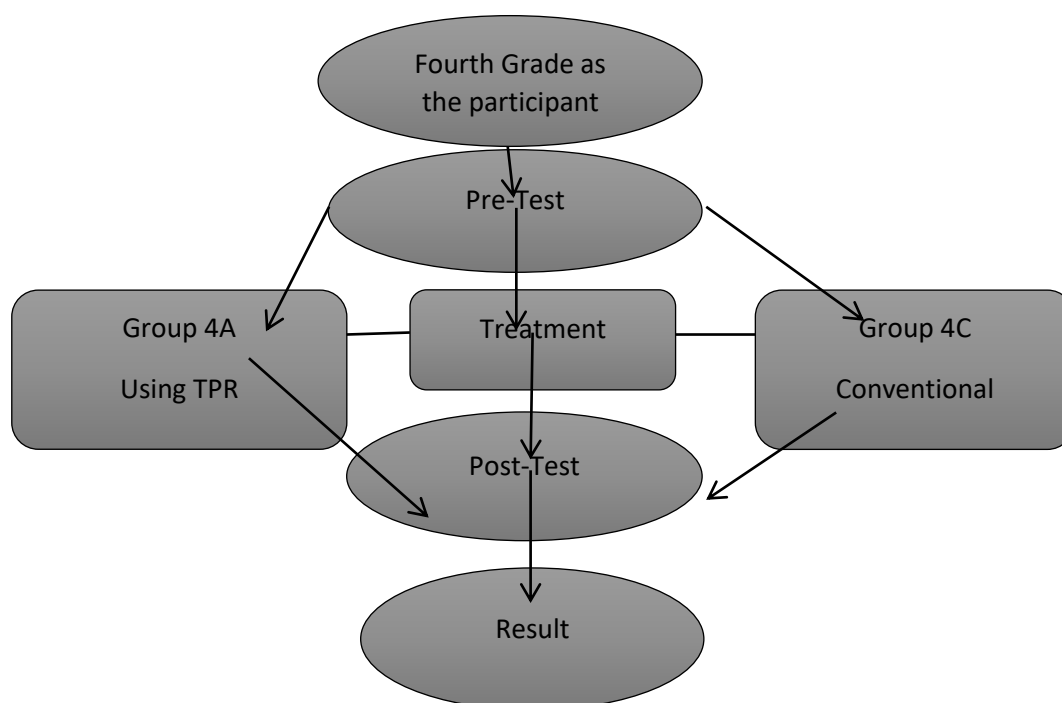 Fourth Grade as
the participant
Pre-Test
Group 4A
Using TPR
Treatment
Group 4C
Conventional
Post-Test
Result